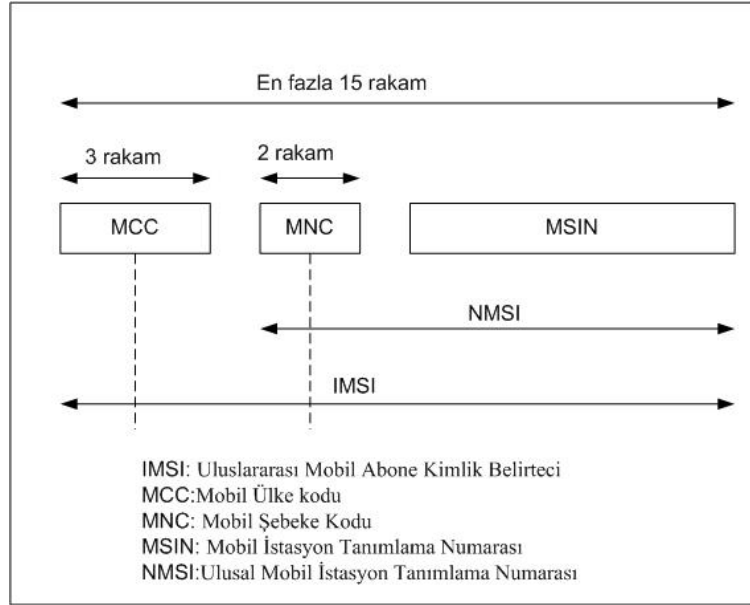 En fazla 15 rakam
3 rakam 2 rakam
MCC MNC MSIN
NMSI
IMSI
IMSI: Uluslararası Mobil Abone Kimlik Belirteci
MCC:Mobil Ülke kodu
MNC: Mobil Şebeke Kodu
MSIN: Mobil İstasyon Tanımlama Numarası
NMSI:Ulusal Mobil İstasyon Tanımlama Numarası